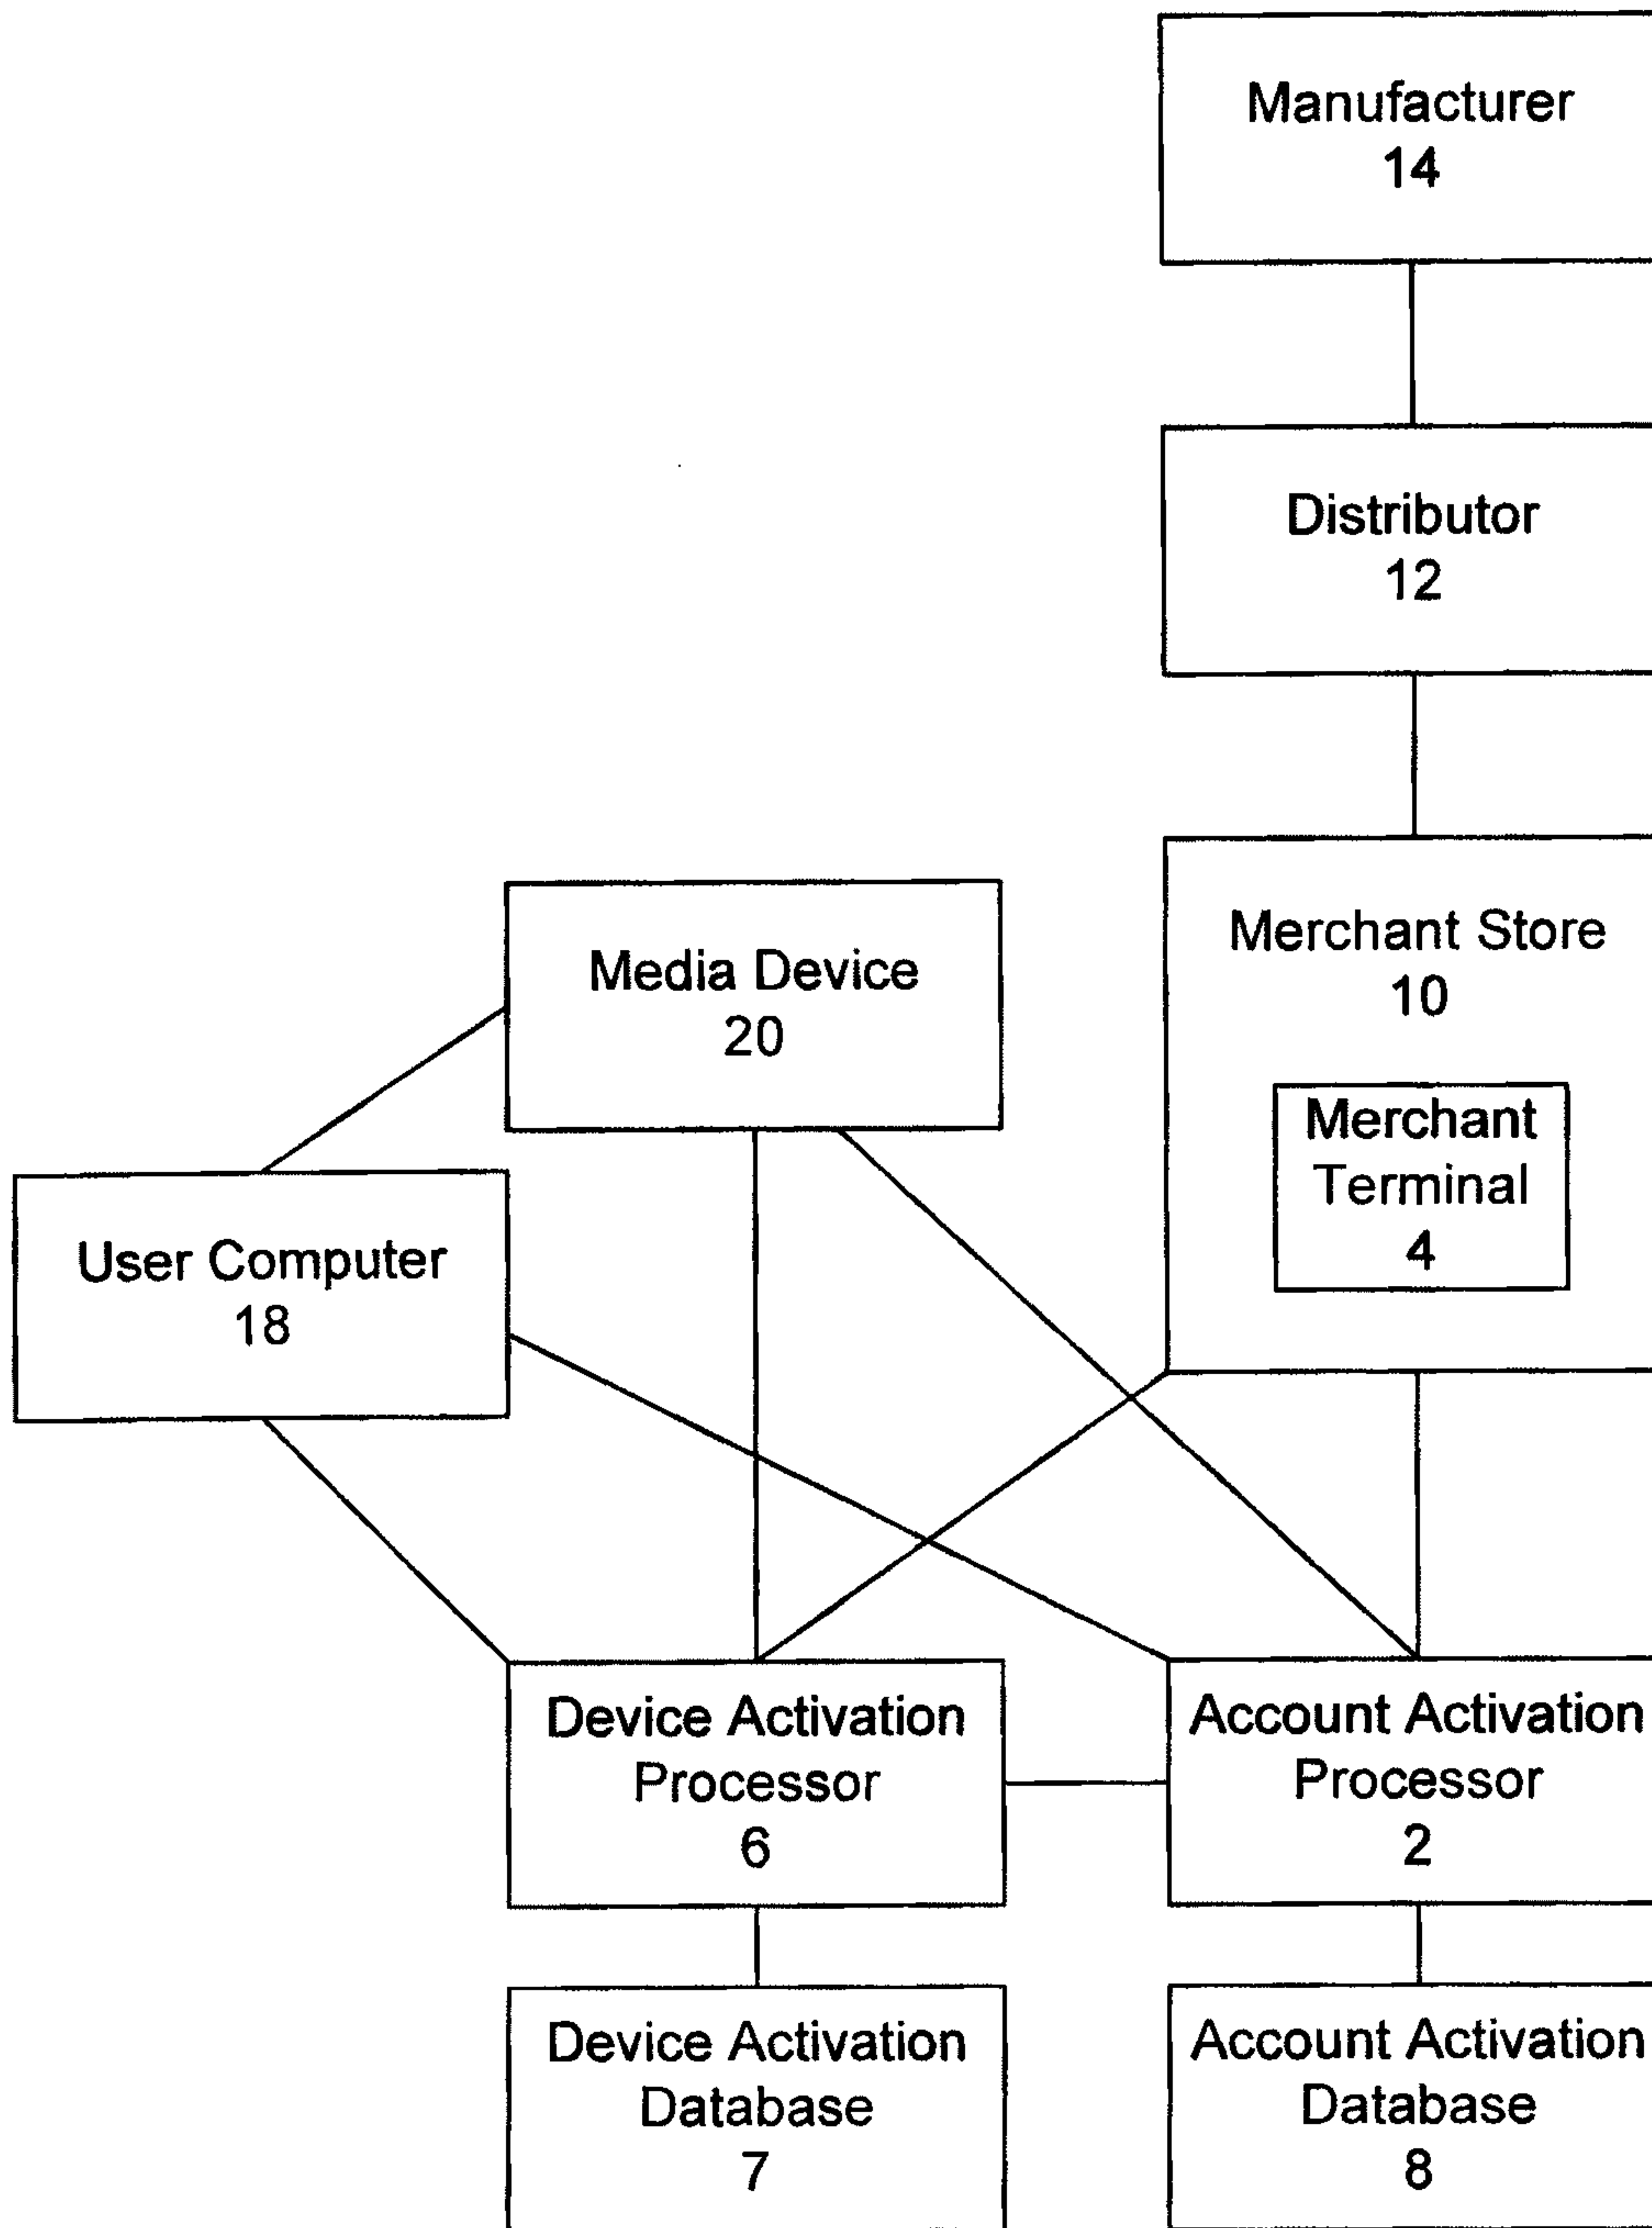 Manufacturer
14
Distributor
12
Merchant Store
10
Media Device
20
Merchant
Terminal
4
User Computer
18
Device Activation
Processor
6
Account Activation
Processor
2
Device Activation
Database
7
Account Activation
Database
8